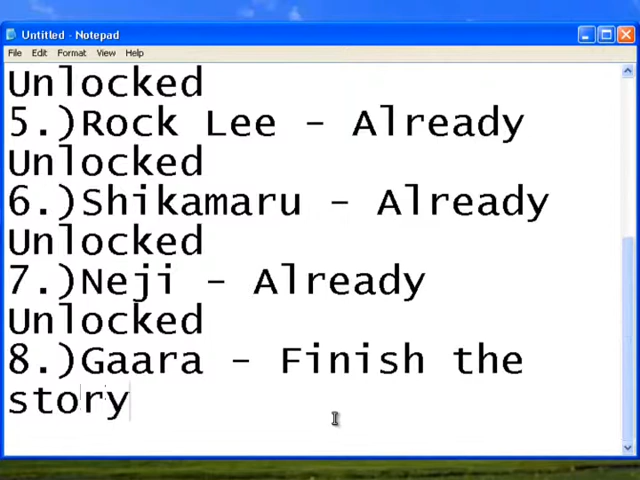 Untitled - Notepad
File Edit Format View Help
Unlocked
5.)Rock Lee - Already
Unlocked
6.)Shikamaru - Already
Unlocked
7.)Neji - Already
Unlocked
8.)Gaara - Finish the
story